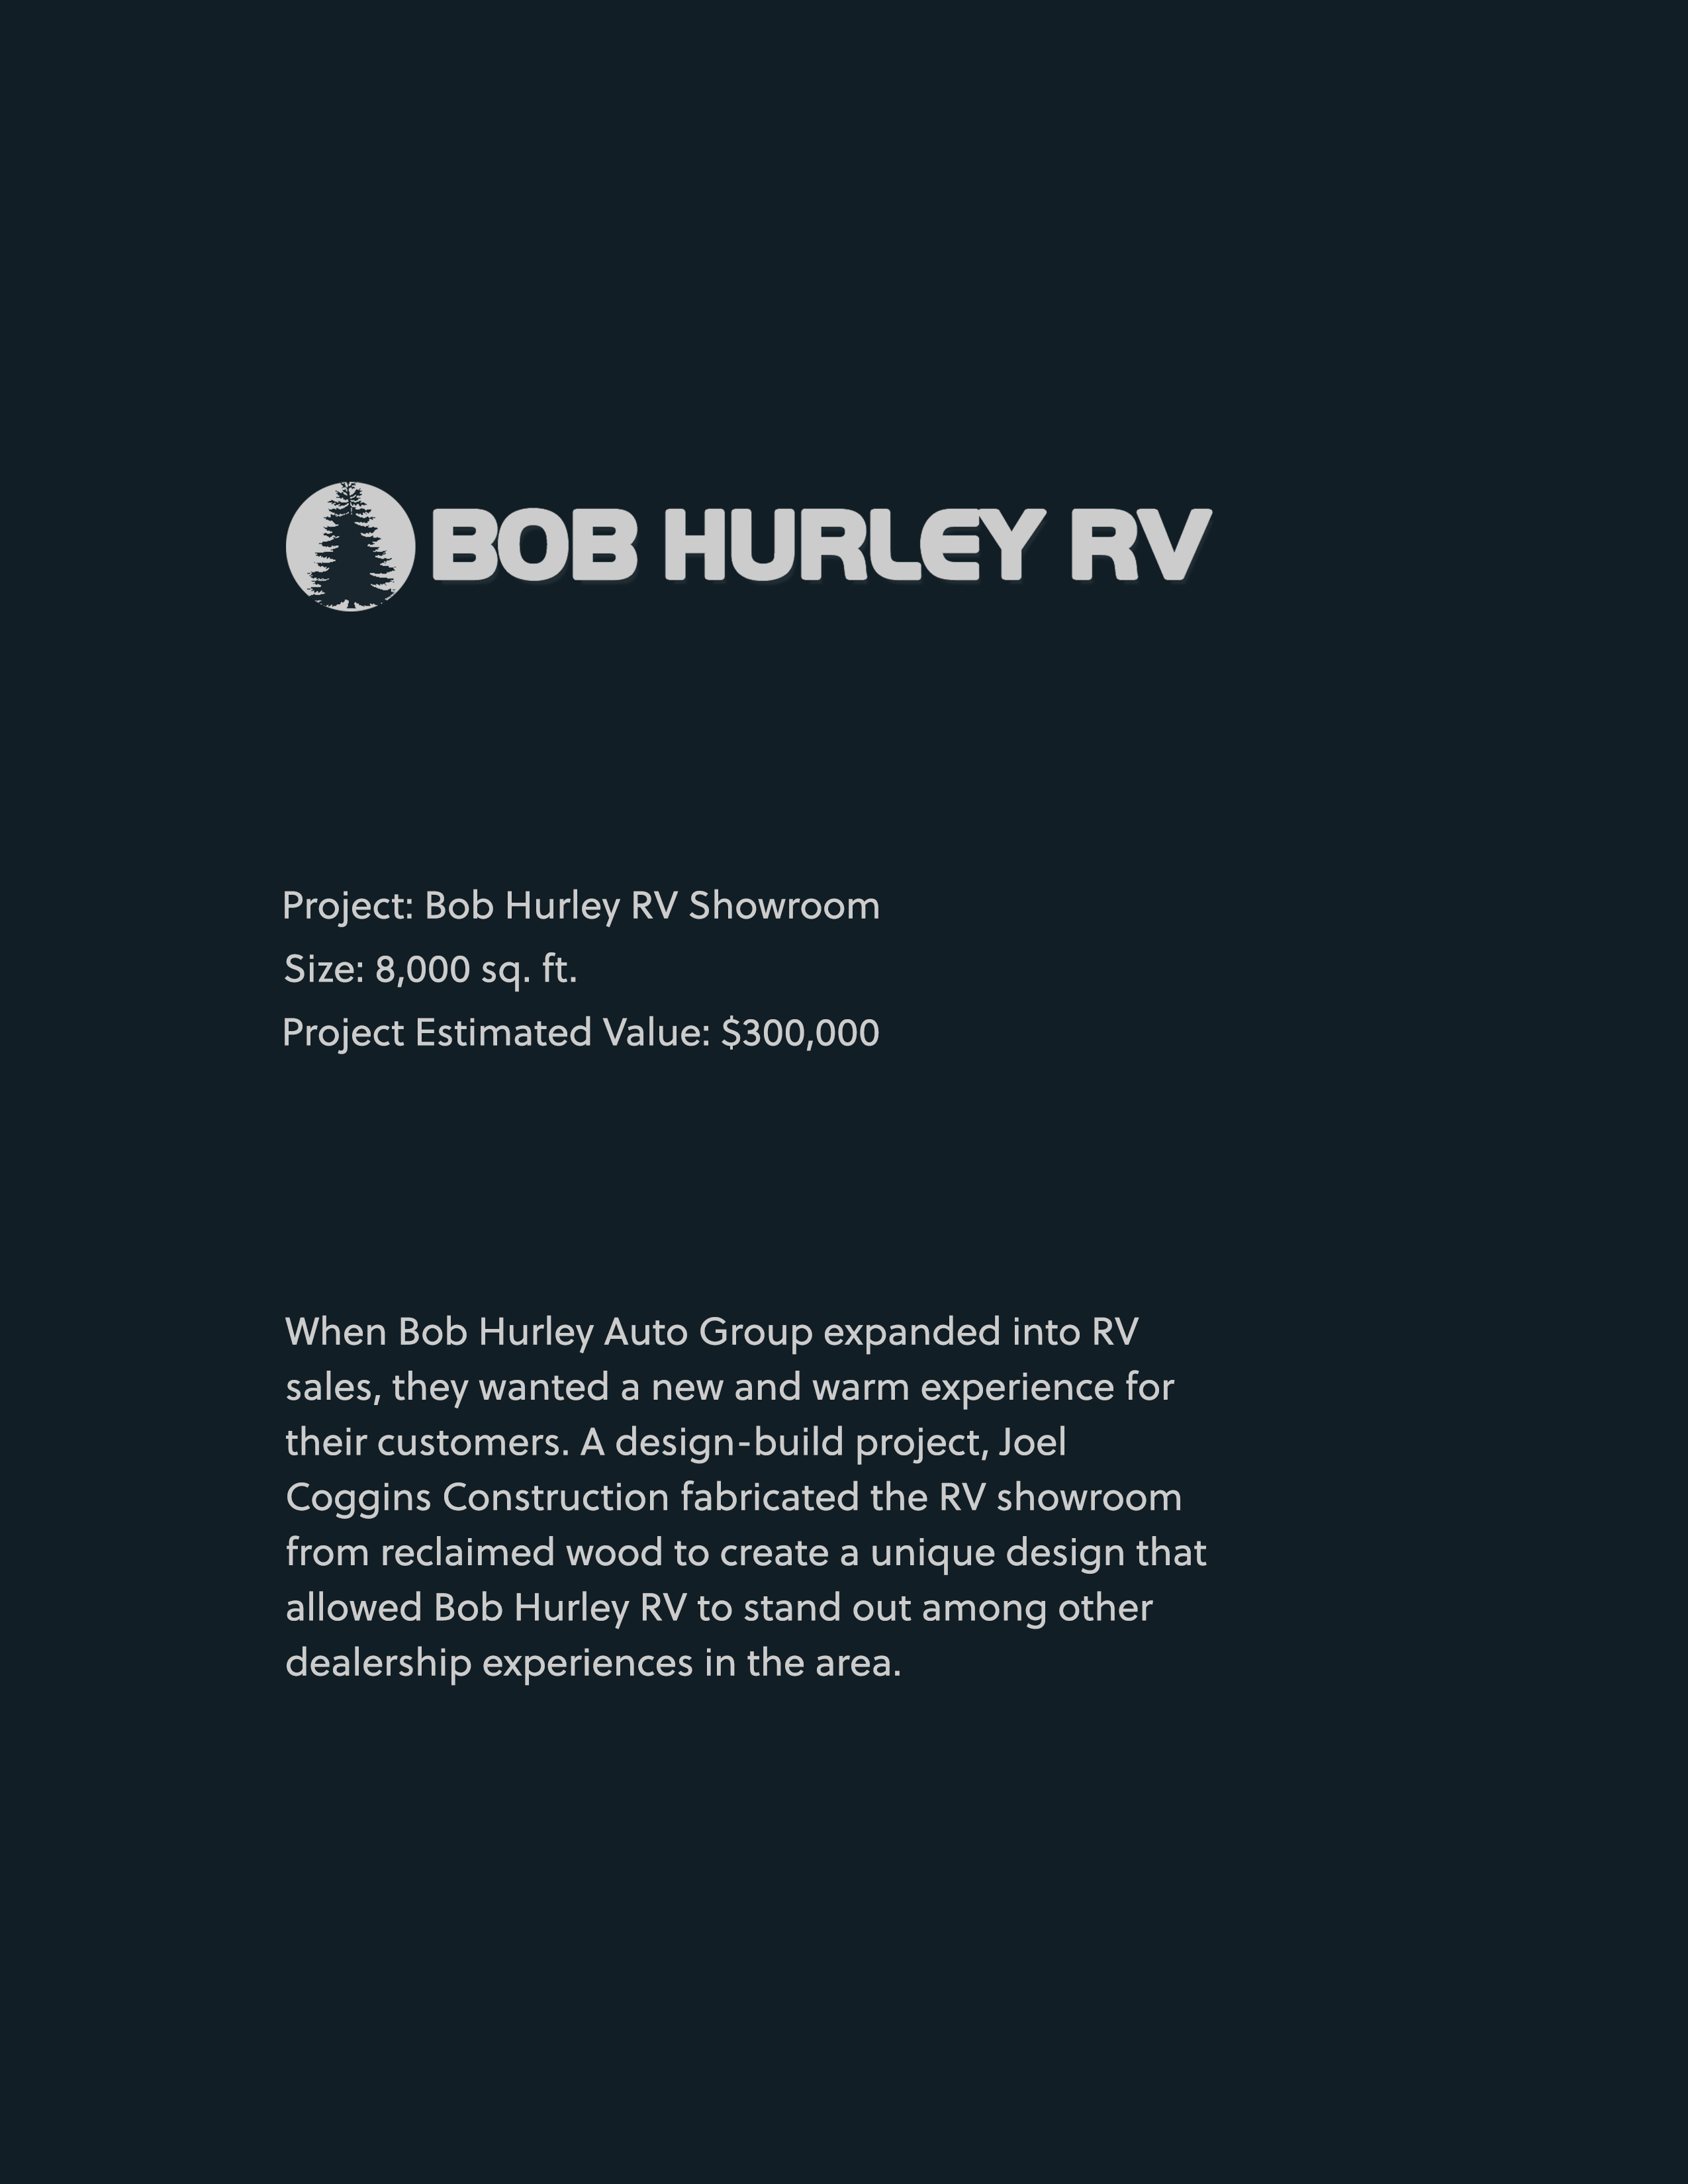 BOB HURLEY RV
Project: Bob Hurley RV Showroom
Size: 8,000 sq. ft.
Project Estimated Value: $300,000
When Bob Hurley Auto Group expanded into RV
sales, they wanted a new and warm experience for
their customers. A design-build project, Joel
Coggins Construction fabricated the RV showroom
from reclaimed wood to create a unique design that
allowed Bob Hurley RV to stand out among other
dealership experiences in the area.